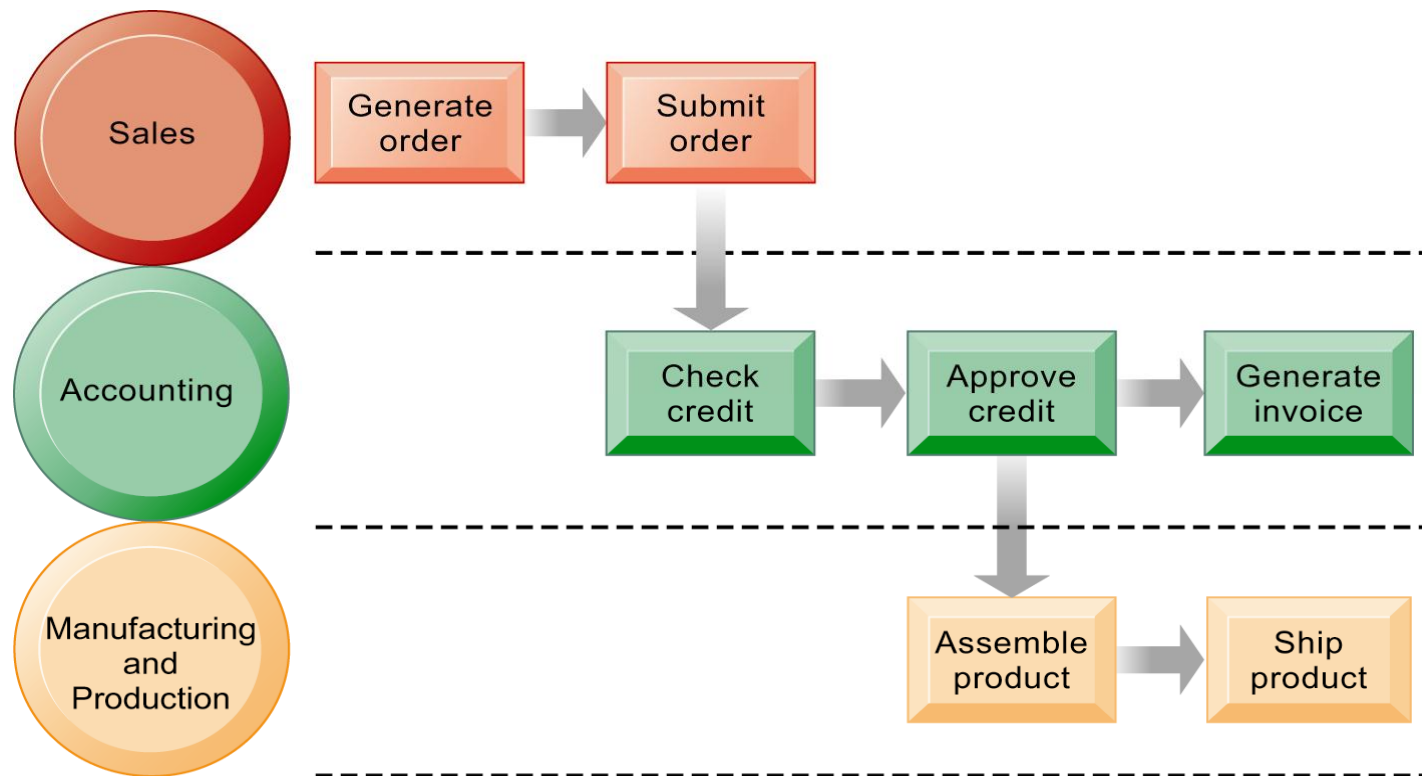 Sales
Generate
order
Submit
order
Accounting
Check
credit
Approve
credit
Generate
invoice
Manufacturing
and
Production
Assemble
product
Ship
product